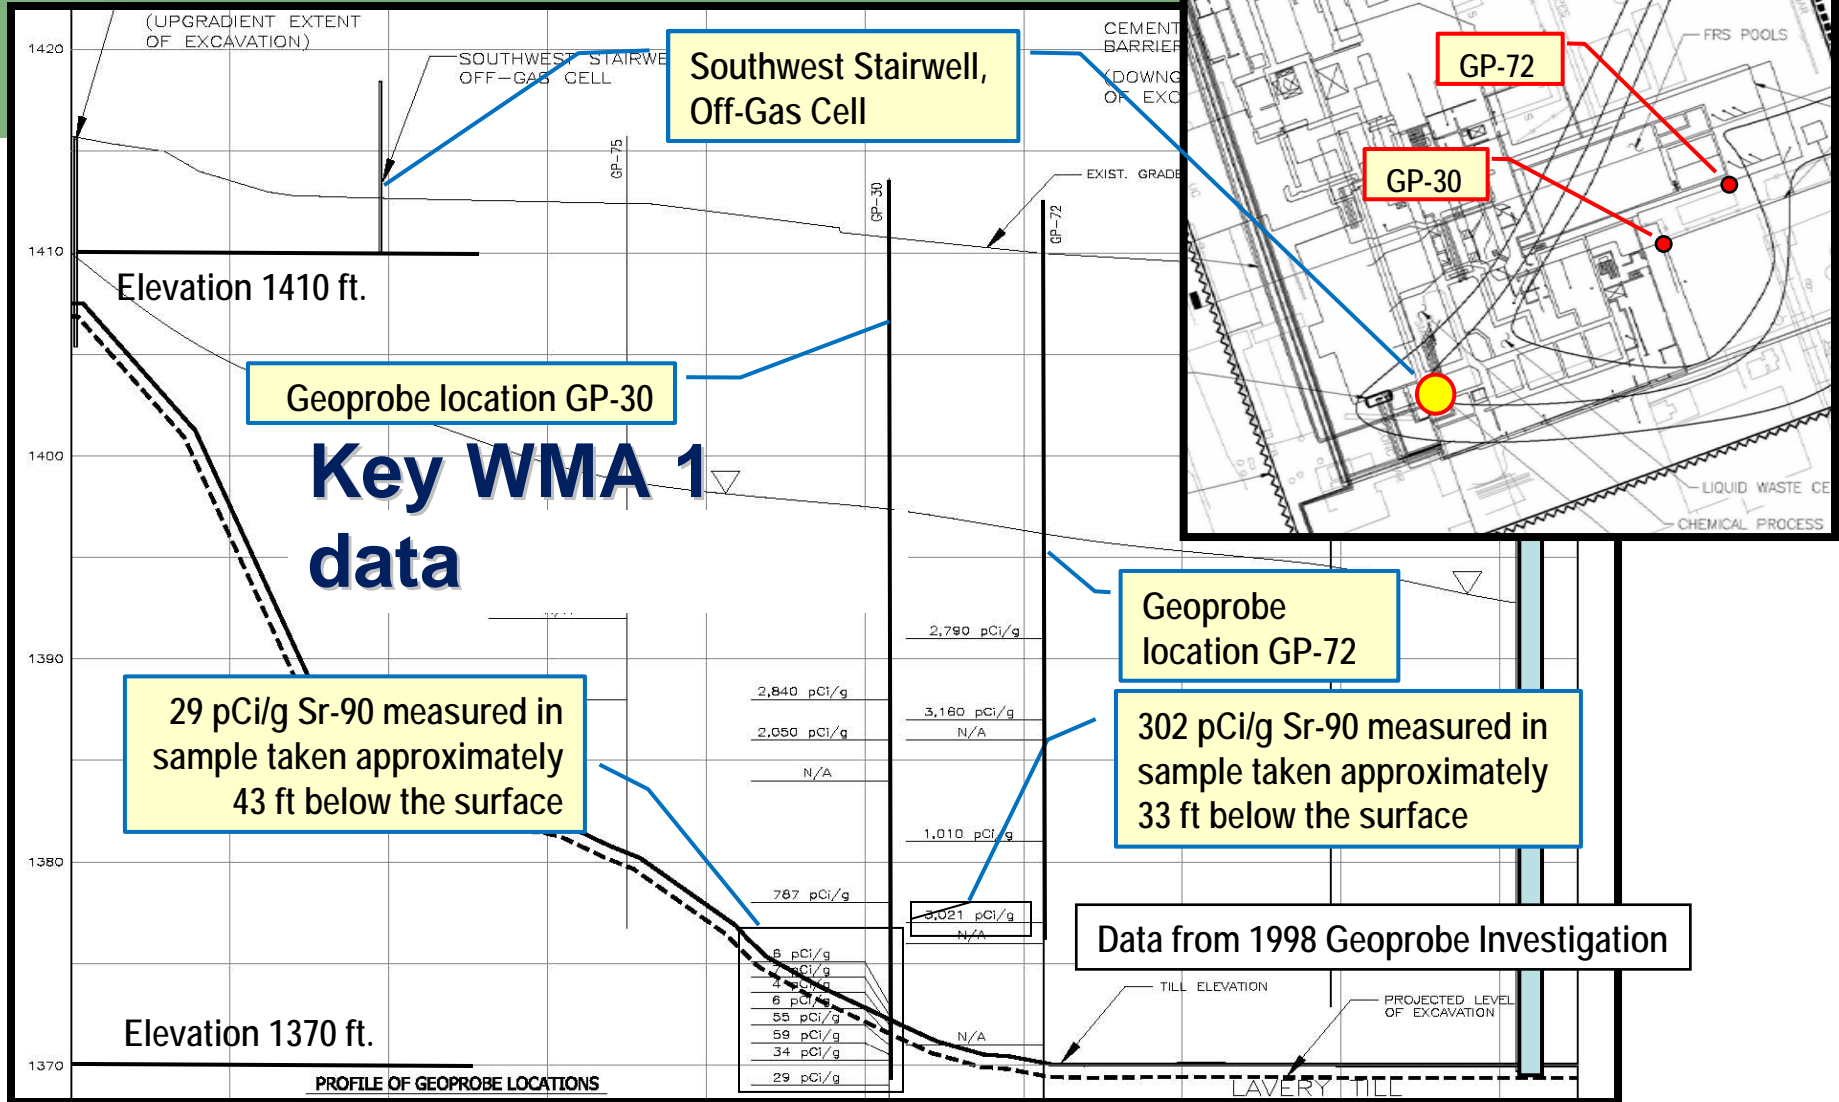 (UPGRADIENT EXTENT
OF EXCAVATION)
1420
SOUTHWEST STAIRWE
OFF-GAS CELL
Southwest Stairwell,
Off-Gas Cell
CEMENT
BARRIER
(DOWNG
OF EXC
GP-72
FRS POOLS
GP-30
GP-75
GP-30
GP-72
EXIST. GRADE
1410
Elevation 1410 ft.
Geoprobe location GP-30
1400
Key WMA 1
data
LIQUID WASTE CE
CHEMICAL PROCESS
Geoprobe
location GP-72
2,790 pCi/g
1390
2,840 pCi/g
3,160 pCi/g
2,050 pCi/g
N/A
N/A
29 pCi/g Sr-90 measured in
sample taken approximately
43 ft below the surface
302 pCi/g Sr-90 measured in
sample taken approximately
33 ft below the surface
1,010 pCi/g
1380
787 pCi/g
3,021 pCi/g
N/A
Data from 1998 Geoprobe Investigation
6 pCi/g
7 pCi/g
4 pCi/g
6 pCi/g
55 pCi/g
59 pCi/g
34 pCi/g
29 pCi/g
N/A
TILL ELEVATION
PROJECTED LEVEL
OF EXCAVATION
Elevation 1370 ft.
1370
PROFILE OF GEOPROBE LOCATIONS
LAVERY TILL